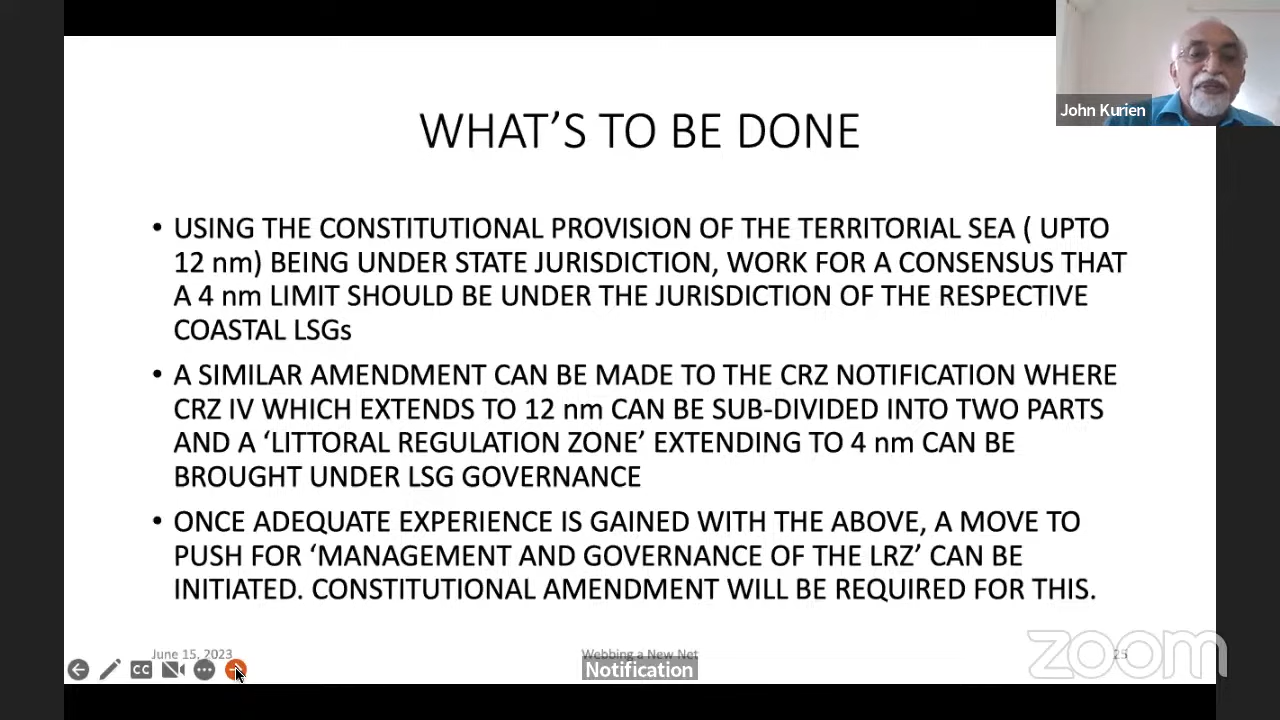 John Kurien
WHAT'S TO BE DONE
• USING THE CONSTITUTIONAL PROVISION OF THE TERRITORIAL SEA ( UPTO
12 nm) BEING UNDER STATE JURISDICTION, WORK FOR A CONSENSUS THAT
A 4 nm LIMIT SHOULD BE UNDER THE JURISDICTION OF THE RESPECTIVE
COASTAL LSGs
• A SIMILAR AMENDMENT CAN BE MADE TO THE CRZ NOTIFICATION WHERE
CRZ IV WHICH EXTENDS TO 12 nm CAN BE SUB-DIVIDED INTO TWO PARTS
AND A ‘LITTORAL REGULATION ZONE’ EXTENDING TO 4 nm CAN BE
BROUGHT UNDER LSG GOVERNANCE
• ONCE ADEQUATE EXPERIENCE IS GAINED WITH THE ABOVE, A MOVE TO
PUSH FOR ‘MANAGEMENT AND GOVERNANCE OF THE LRZ’ CAN BE
INITIATED. CONSTITUTIONAL AMENDMENT WILL BE REQUIRED FOR THIS.
June 15, 2023
Webbing a New Net
25
CC
Notification
zoom